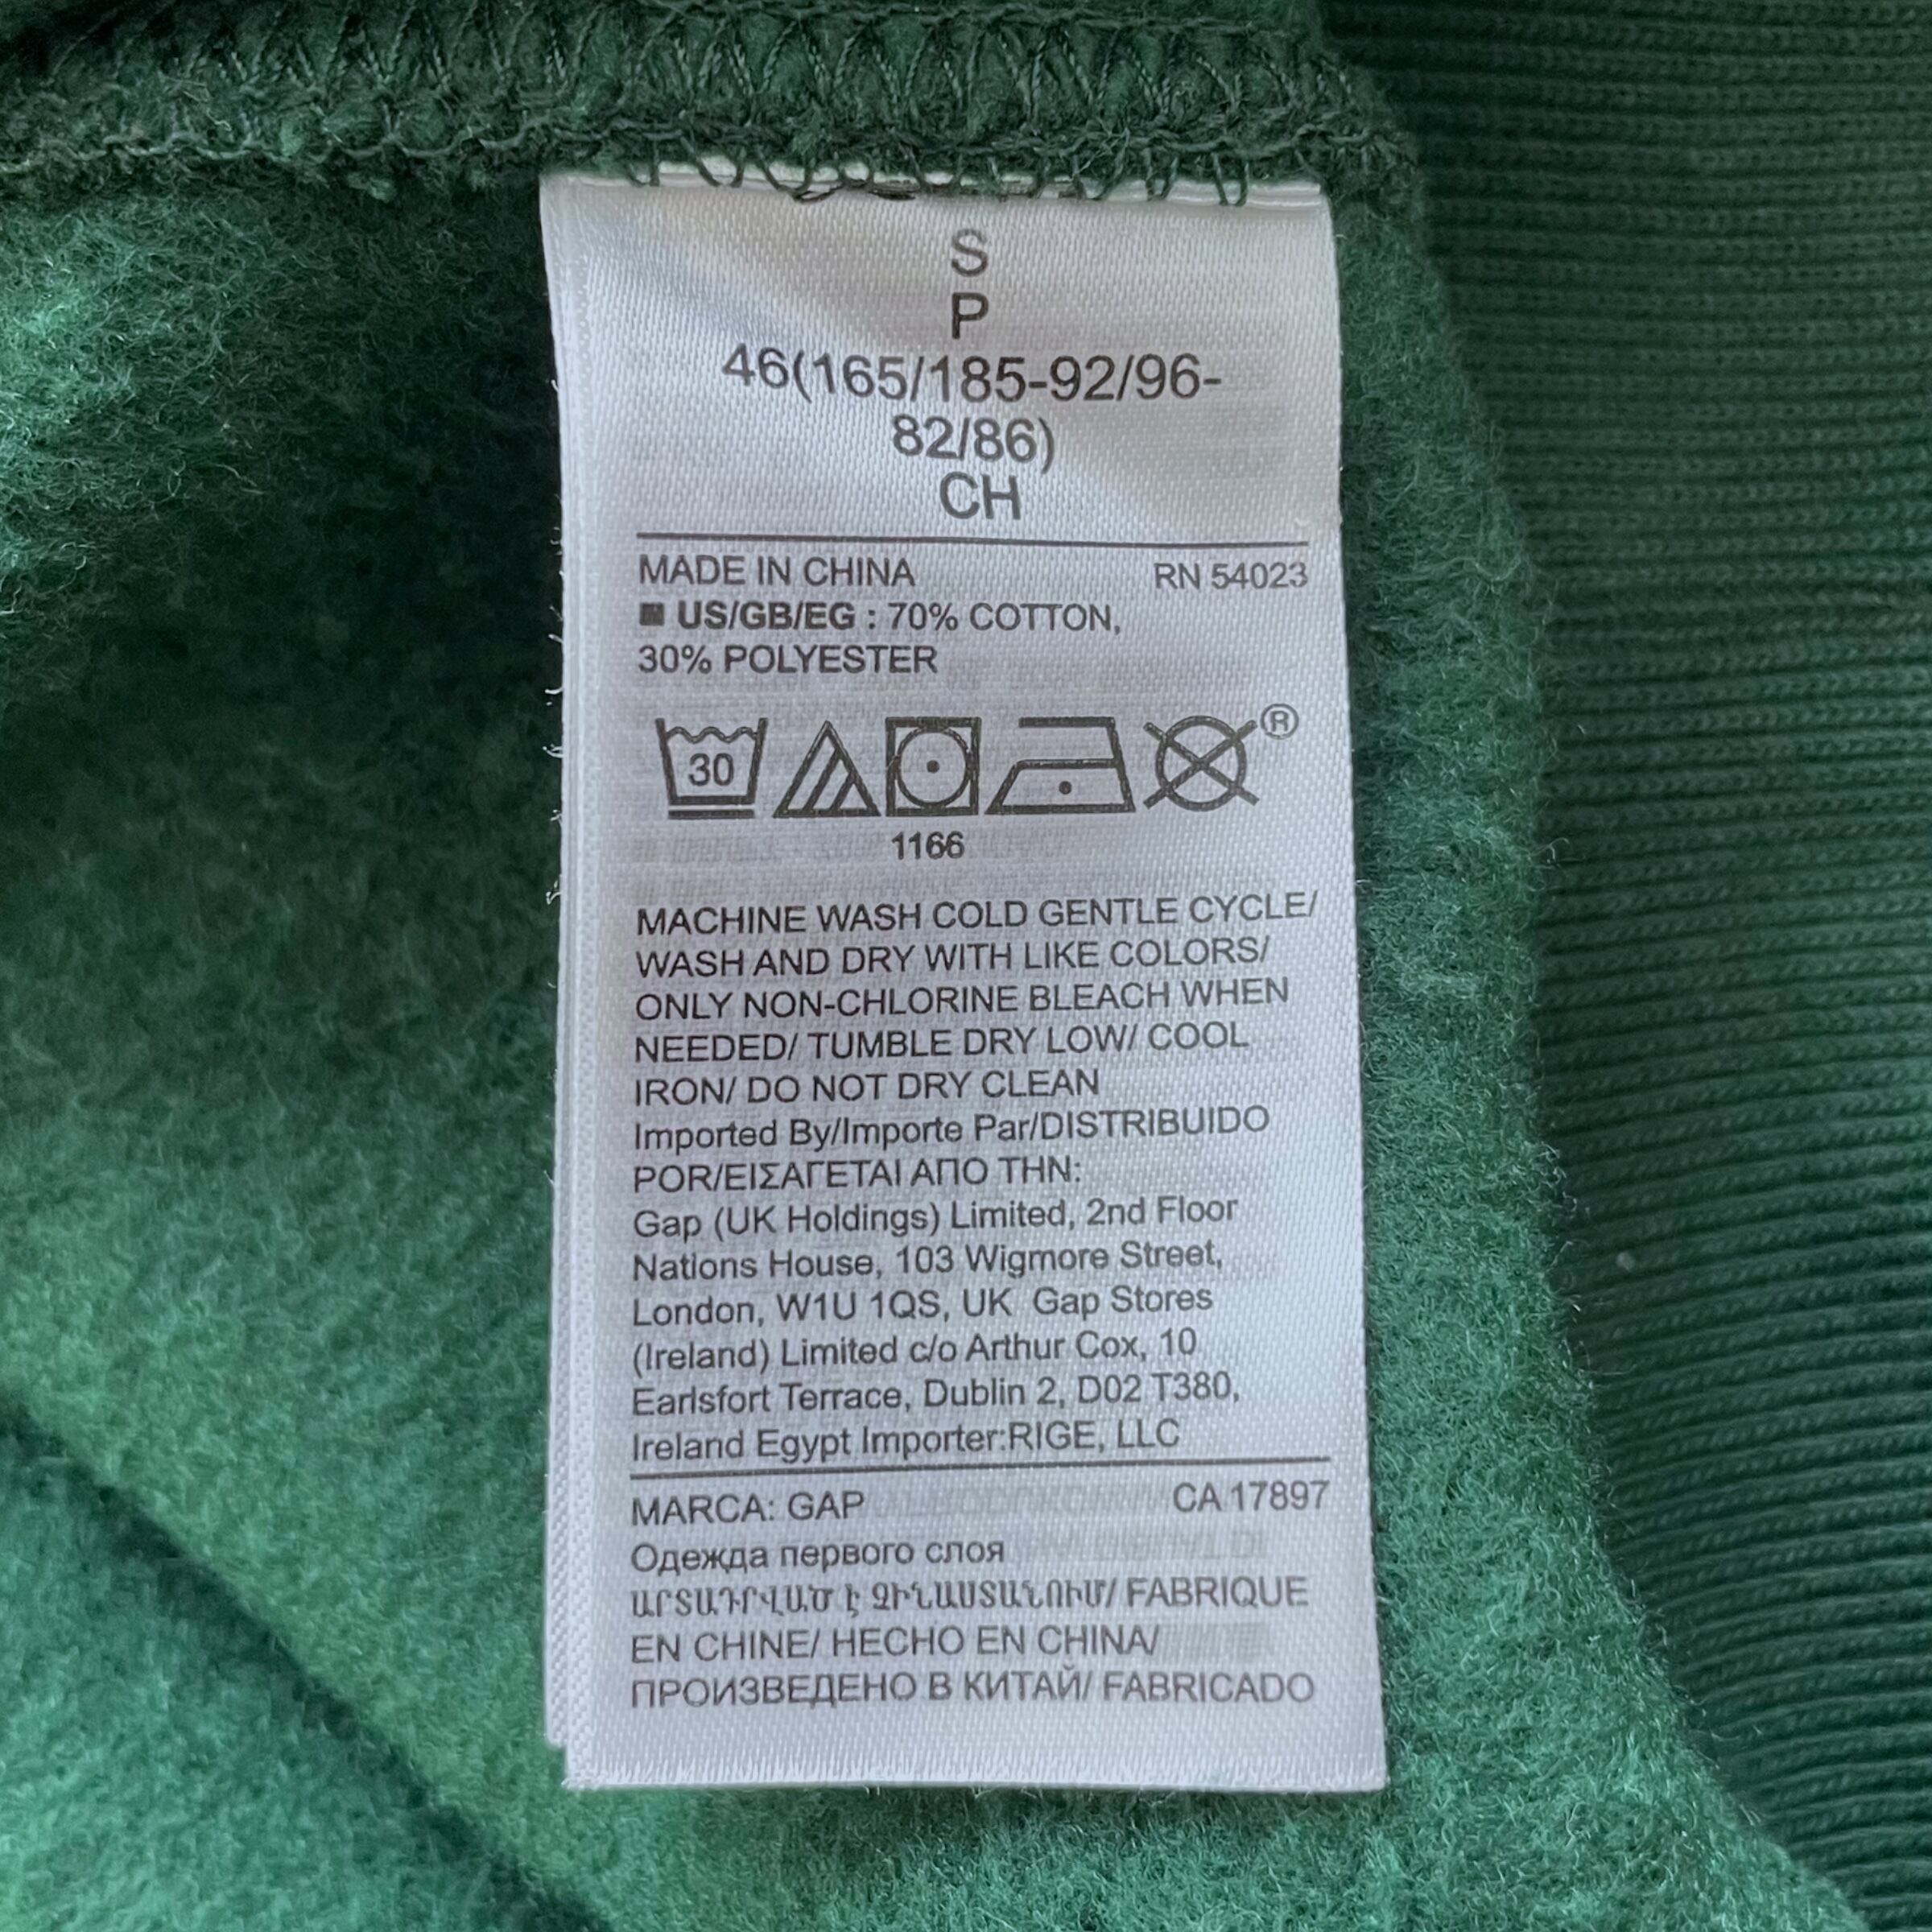 S
P
46(165/185-92/96-
82/86)
CH
MADE IN CHINA RN 54023
■ US/GB/EG : 70% COTTON,
30% POLYESTER
30 ®
1166
MACHINE WASH COLD GENTLE CYCLE/
WASH AND DRY WITH LIKE COLORS/
ONLY NON-CHLORINE BLEACH WHEN
NEEDED/ TUMBLE DRY LOW/ COOL
IRON/ DO NOT DRY CLEAN
Imported By/Importe Par/DISTRIBUIDO
POR/ΕΙΣΑΓΕΤΑΙ ΑΠΟ ΤΗΝ:
Gap (UK Holdings) Limited, 2nd Floor
Nations House, 103 Wigmore Street,
London, W1U 1QS, UK Gap Stores
(Ireland) Limited c/o Arthur Cox, 10
Earlsfort Terrace, Dublin 2, D02 T380,
Ireland Egypt Importer:RIGE, LLC
MARCA: GAP CA 17897
Одежда первого слоя
ԱՐՏԱԴՐՎԱԾ Է ՉԻՆԱՍՏԱՆՈՒՄ/ FABRIQUE
EN CHINE/ HECHO EN CHINA/
ПРОИЗВЕДЕНО В КИТАЙ/ FABRICADO